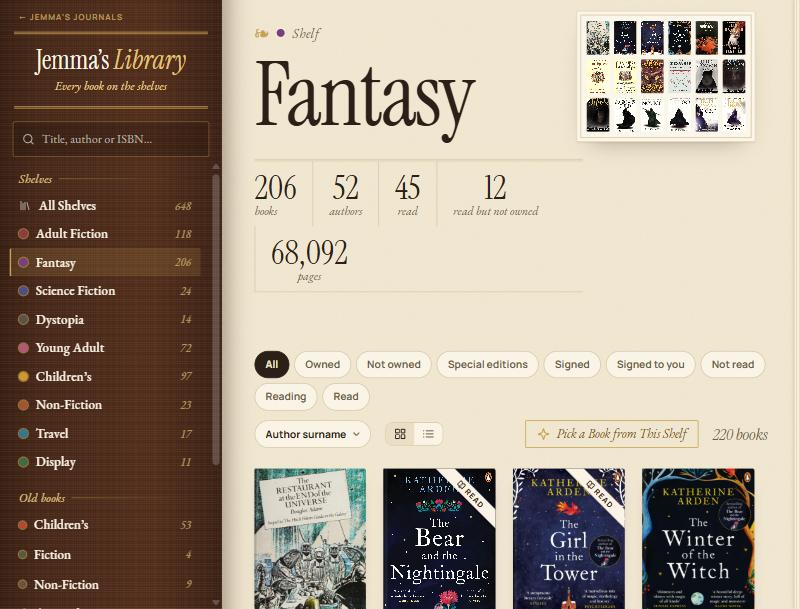 ← JEMMA'S JOURNALS
Jemma's Library
Every book on the shelves
Title, author or ISBN...
Shelves
All Shelves 648
Adult Fiction 118
Fantasy 206
Science Fiction 24
Dystopia 14
Young Adult 72
Children's 97
Non-Fiction 23
Travel 17
Display 11
Old books
Children's 53
Fiction 4
Non-Fiction 9
Shelf
Fantasy
206 books
52 authors
45 read
12 read but not owned
68,092 pages
All Owned Not owned Special editions Signed Signed to you Not read
Reading Read
Author surname
Pick a Book from This Shelf
220 books
The
RESTAURANT
at the END of the
UNIVERSE
Douglas Adams
KATHERINE
ARDEN
READ
The
Bear
and the
Nightingale
KATHERINE
ARDEN
READ
The
Girl
in the
Tower
KATHERINE
ARDEN
The
Winter
of the
Witch